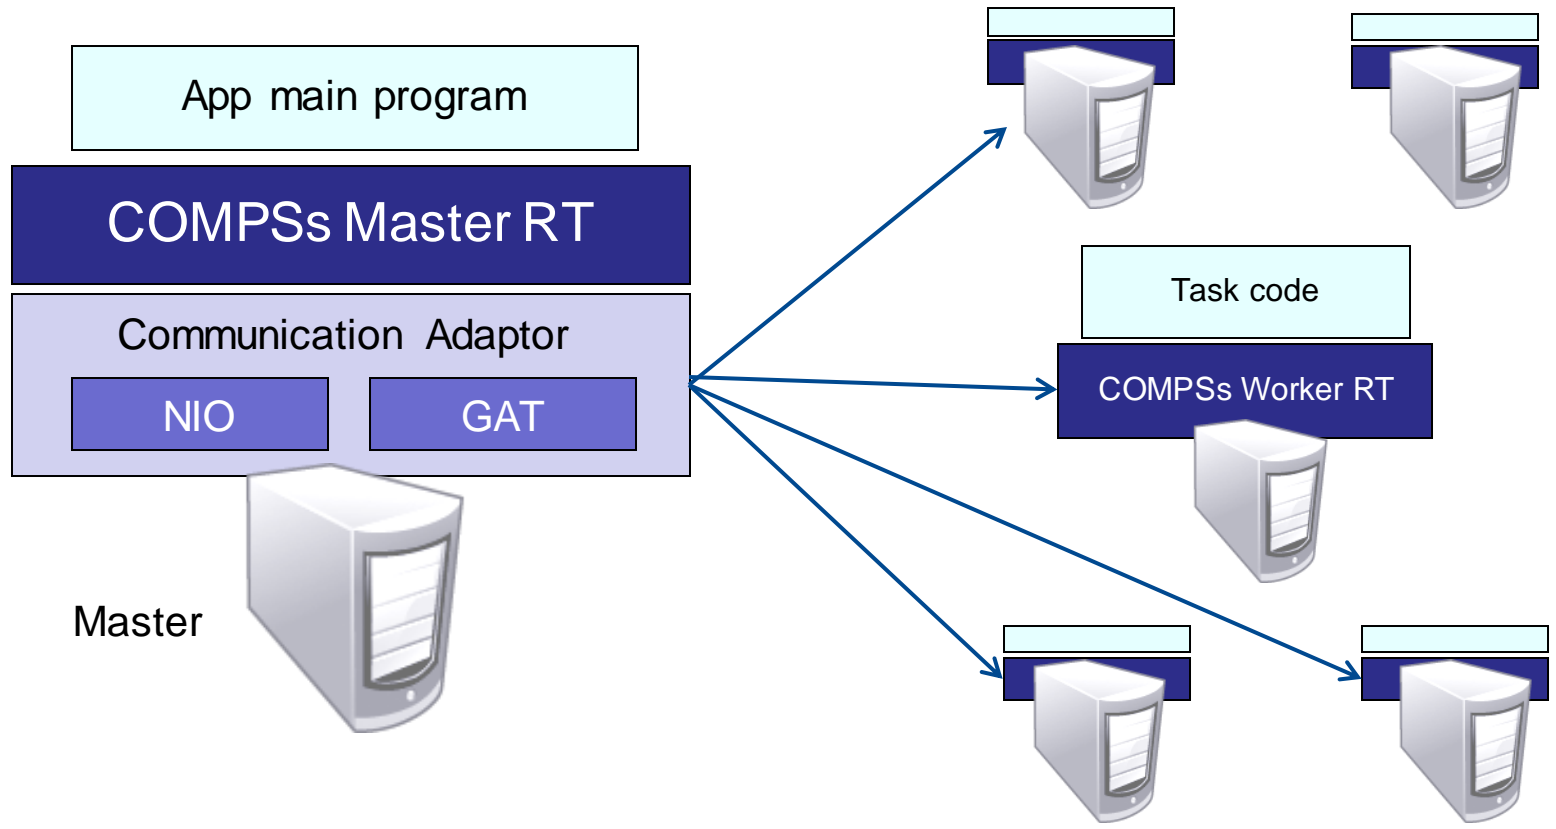 App main program
COMPSs Master RT
Communication Adaptor
NIO
GAT
Master
Task code
COMPSs Worker RT